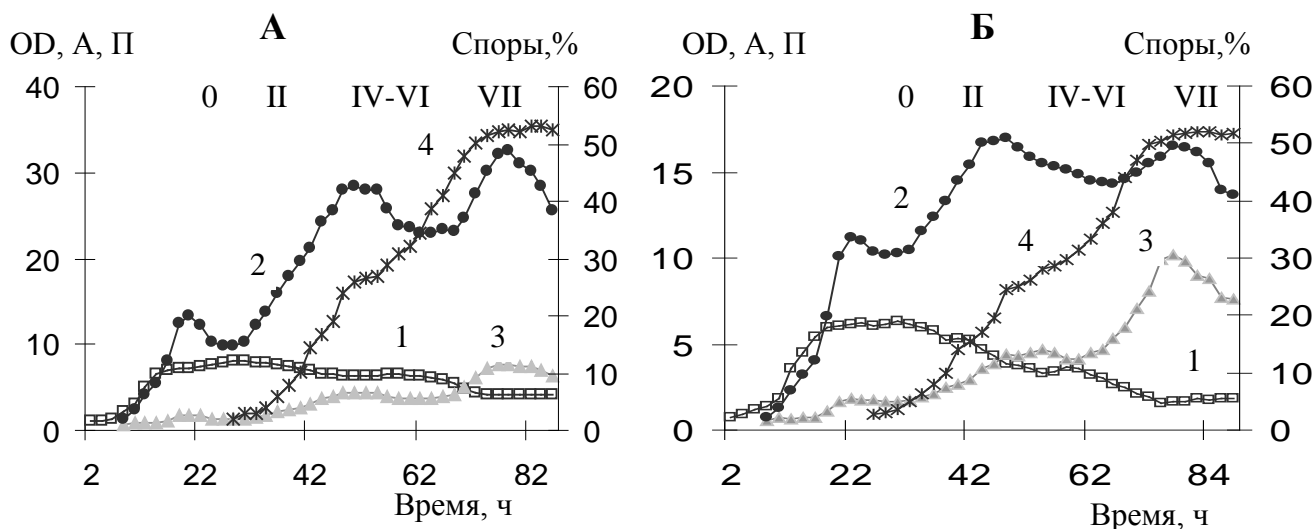 А
OD, А, П Споры,%
40 0 II IV-VI VII 60
4 50
30 40
20 2 30
20
10 1 3 10
0 0
2 22 42 62 82
Время, ч
Б
OD, А, П Споры,%
20 0 II IV-VI VII 60
2 50
15 40
10 4 3 30
20
5 1 10
0 0
2 22 42 62 84
Время, ч